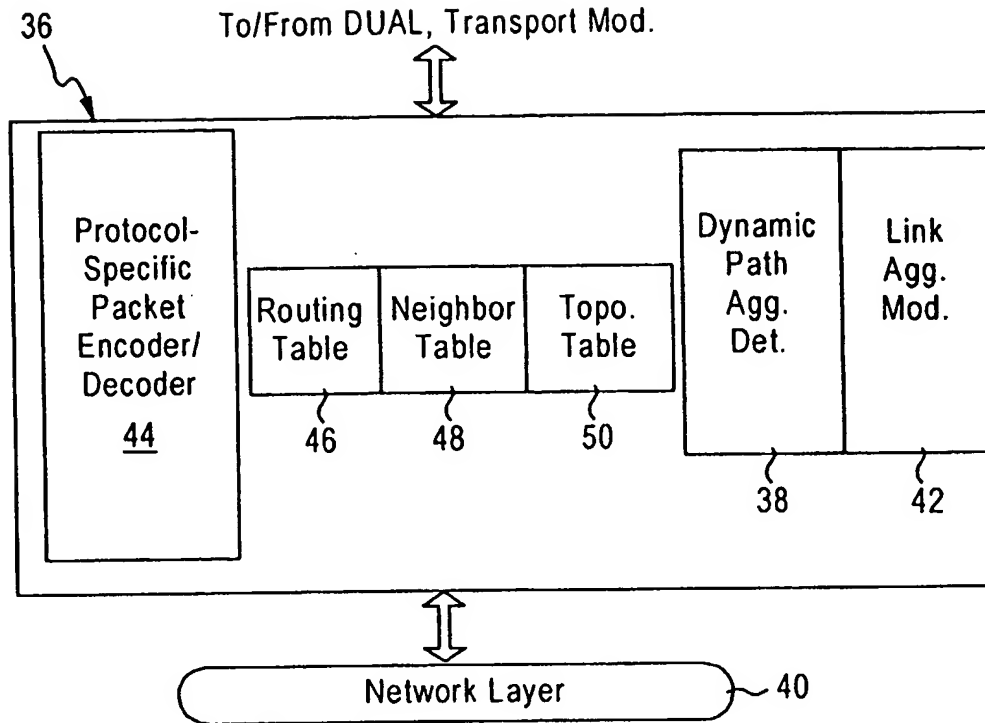 36
To/From DUAL, Transport Mod.
Protocol-
Specific
Packet
Encoder/
Decoder
44
Routing
Table
46
Neighbor
Table
48
Topo.
Table
50
Dynamic
Path
Agg.
Det.
38
Link
Agg.
Mod.
42
Network Layer
40